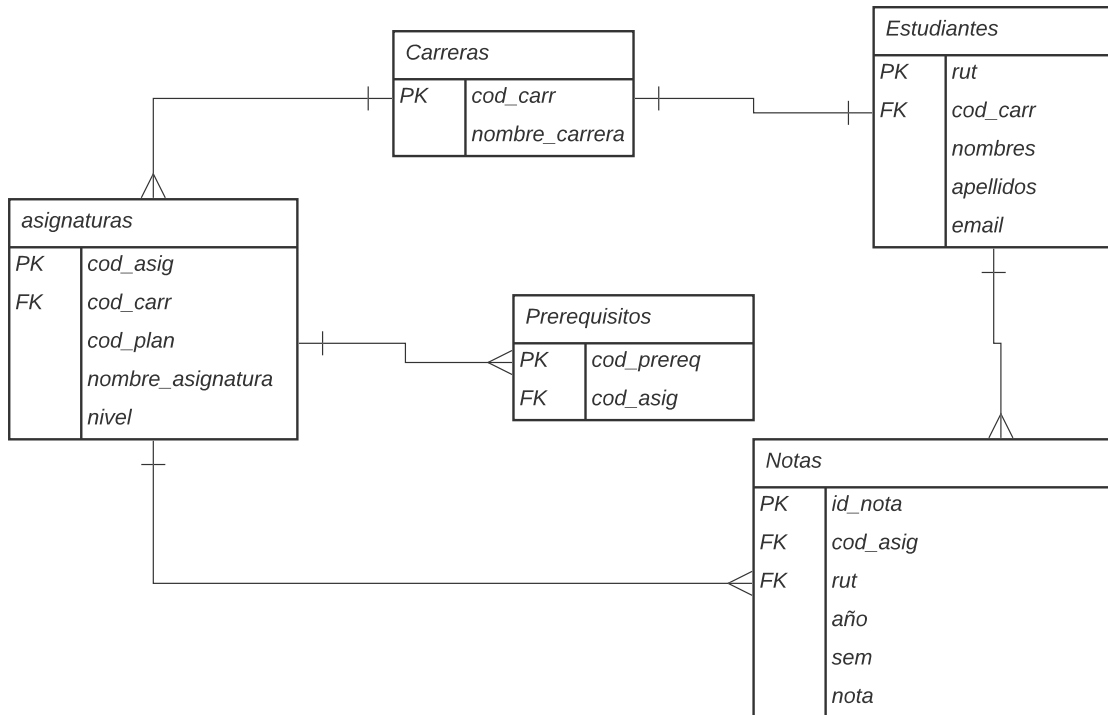 Carreras
PK cod_carr
nombre_carrera
Estudiantes
PK rut
FK cod_carr
nombres
apellidos
email
asignaturas
PK cod_asig
FK cod_carr
cod_plan
nombre_asignatura
nivel
Prerequisitos
PK cod_prereq
FK cod_asig
Notas
PK id_nota
FK cod_asig
FK rut
año
sem
nota